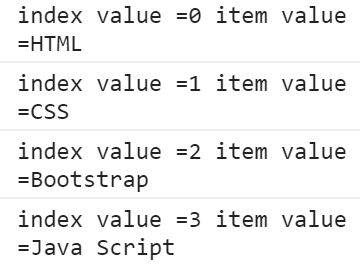 index value =0 item value
=HTML
index value =1 item value
=CSS
index value =2 item value
=Bootstrap
index value =3 item value
=Java Script